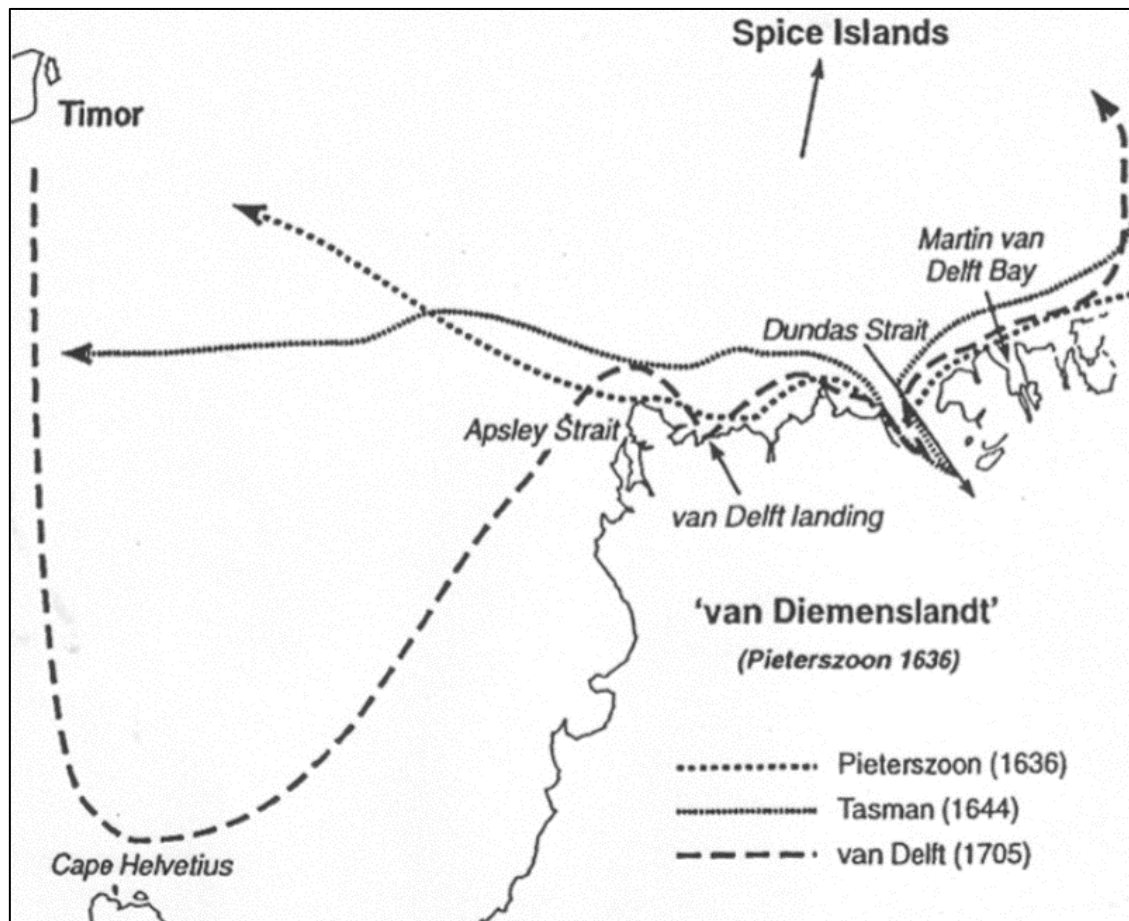 Spice Islands
Timor
Martin van
Delft Bay
Dundas Strait
Apsley Strait
van Delft landing
'van Diemenslandt'
(Pieterszoon 1636)
Pieterszoon (1636)
Tasman (1644)
van Delft (1705)
Cape Helvetius